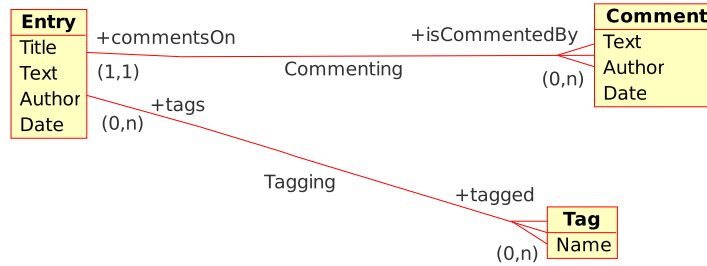 Entry
Title
Text
Author
Date
+commentsOn
(1,1)
Commenting
+isCommentedBy
(0,n)
Comment
Text
Author
Date
+tags
(0,n)
Tagging
+tagged
(0,n)
Tag
Name